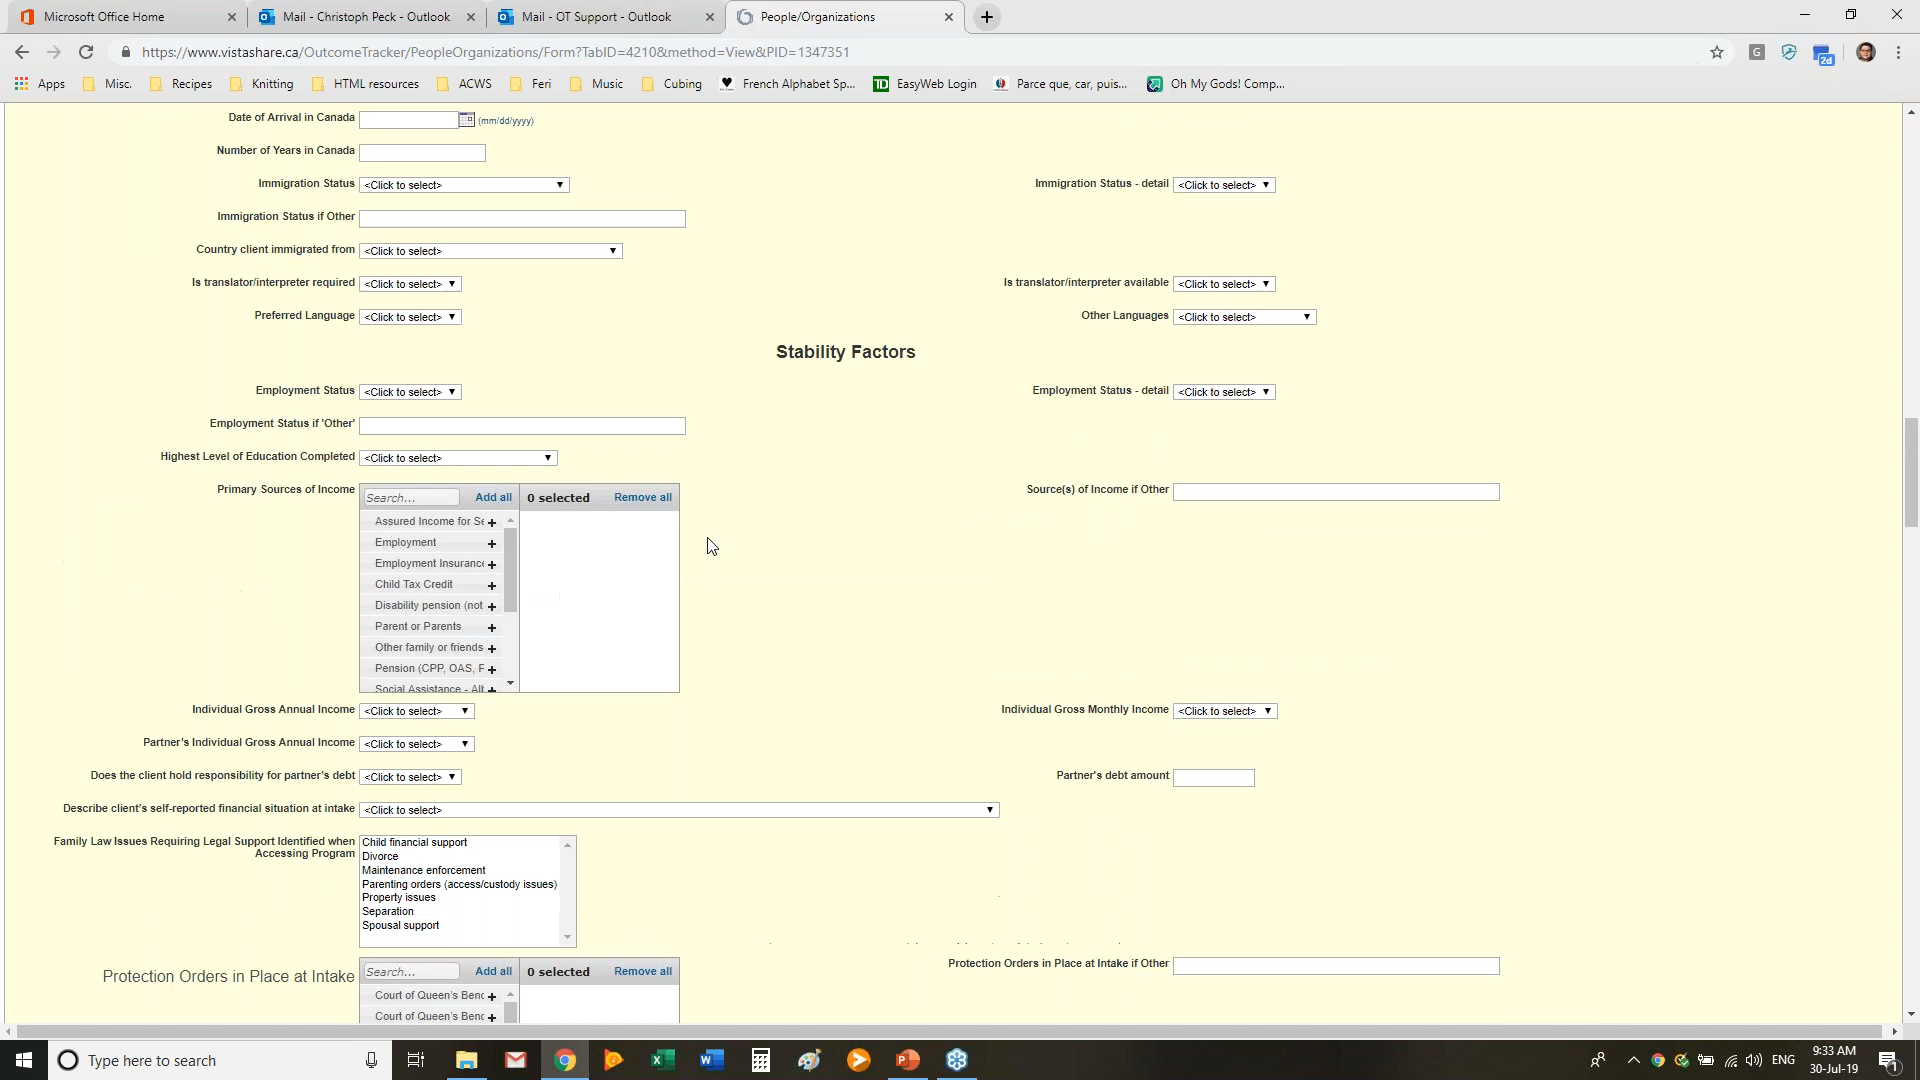 Microsoft Office Home
Mail - Christoph Peck - Outlook
Mail - OT Support - Outlook
People/Organizations
https://www.vistashare.ca/OutcomeTracker/PeopleOrganizations/Form?TabID=4210&method=View&PID=1347351
G
2d
Apps Misc. Recipes Knitting HTML resources ACWS Feri Music Cubing French Alphabet Sp... TD EasyWeb Login Parce que, car, puis... Oh My Gods! Comp...
Date of Arrival in Canada (mm/dd/yyyy)
Number of Years in Canada
Immigration Status <Click to select> Immigration Status - detail <Click to select>
Immigration Status if Other
Country client immigrated from <Click to select>
Is translator/interpreter required <Click to select> Is translator/interpreter available <Click to select>
Preferred Language <Click to select> Other Languages <Click to select>
Stability Factors
Employment Status <Click to select> Employment Status - detail <Click to select>
Employment Status if 'Other'
Highest Level of Education Completed <Click to select>
Primary Sources of Income Search... Add all 0 selected Remove all Source(s) of Income if Other
Assured Income for Se
Employment
Employment Insurance
Child Tax Credit
Disability pension (not
Parent or Parents
Other family or friends
Pension (CPP, OAS, F
Social Assistance - Alb
Individual Gross Annual Income <Click to select> Individual Gross Monthly Income <Click to select>
Partner's Individual Gross Annual Income <Click to select>
Does the client hold responsibility for partner's debt <Click to select> Partner's debt amount
Describe client's self-reported financial situation at intake <Click to select>
Family Law Issues Requiring Legal Support Identified when
Accessing Program
Child financial support
Divorce
Maintenance enforcement
Parenting orders (access/custody issues)
Property issues
Separation
Spousal support
Protection Orders in Place at Intake Search... Add all 0 selected Remove all Protection Orders in Place at Intake if Other
Court of Queen's Benc
Court of Queen's Benc
Type here to search
ENG
9:33 AM
30-Jul-19
1